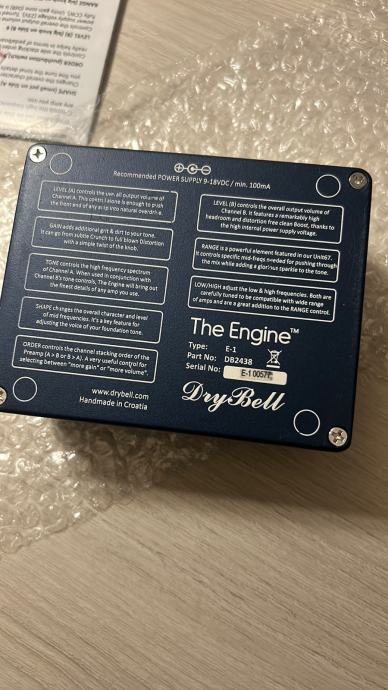 Recommended POWER SUPPLY 9-18VDC / min. 100mA
LEVEL (A) controls the overall output volume of
Channel A. This control alone is enough to push
the front end of any amp into natural overdrive.
GAIN adds additional grit & dirt to your tone.
It can go from subtle Crunch to full blown Distortion
with a simple twist of the knob.
TONE controls the high frequency spectrum
of Channel A. When used in conjunction with
Channel B's tone controls, The Engine will bring out
the finest details of any amp you use.
SHAPE changes the overall character and level
of mid frequencies. It's a key feature for
adjusting the voice of your foundation tone.
ORDER controls the channel stacking order of the
Preamp (A > B or B > A). A very useful control for
selecting between "more gain" or "more volume".
www.drybell.com
Handmade in Croatia
LEVEL (B) controls the overall output volume of
Channel B. It features a remarkably high
headroom and distortion free clean Boost, thanks to
the high internal power supply voltage.
RANGE is a powerful element featured in our Unit67.
It controls specific mid-freqs needed for pushing through
the mix while adding a glorious sparkle to the tone.
LOW/HIGH adjust the low & high frequencies. Both are
carefully tuned to be compatible with wide range
of amps and are a great addition to the RANGE control.
The Engine™
Type: E-1
Part No: DB2438
Serial No: E-1 00577
DryBell